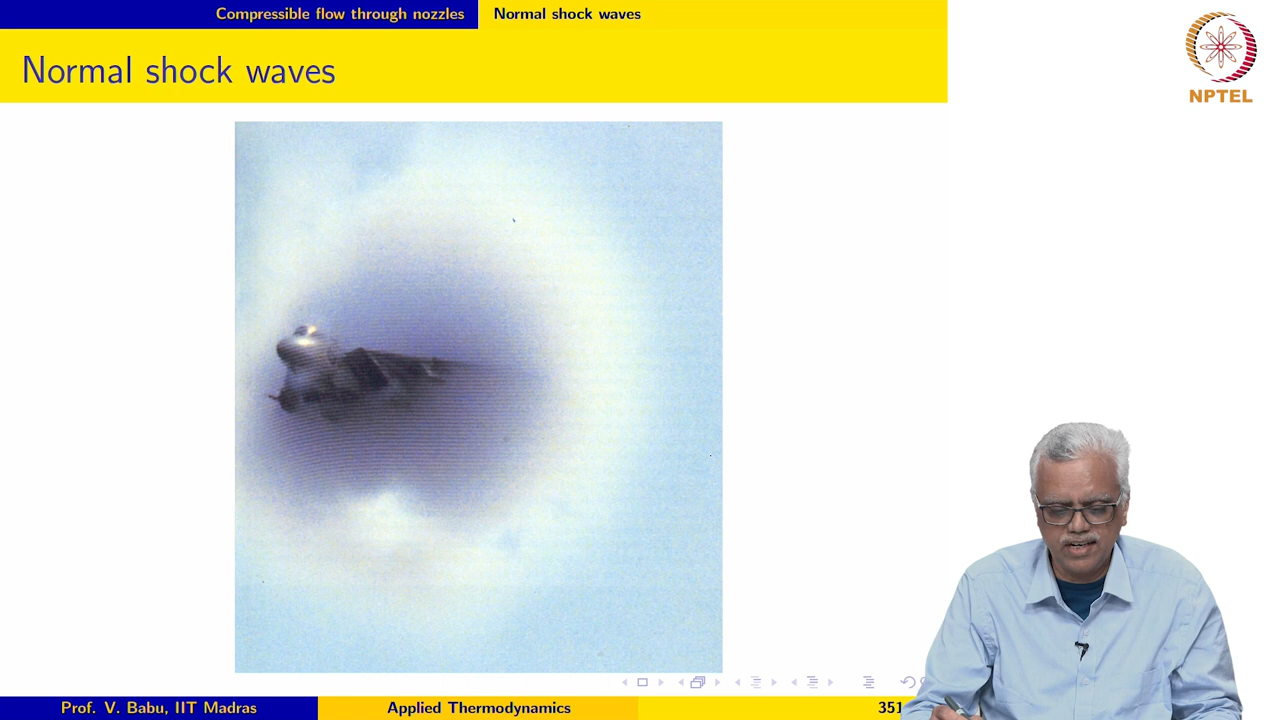 Compressible flow through nozzles Normal shock waves
NPTEL
Normal shock waves
Prof. V. Babu, IIT Madras Applied Thermodynamics 351